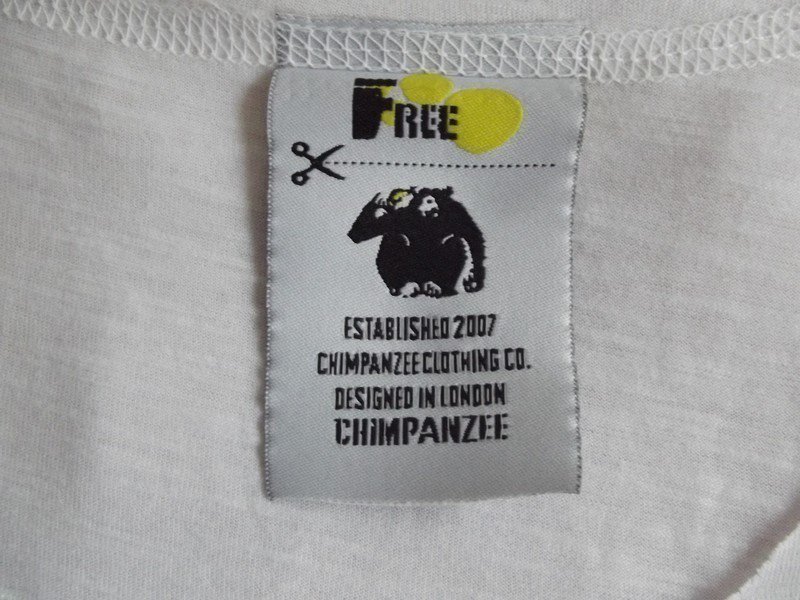 FREE
ESTABLISHED 2007
CHIMPANZEE CLOTHING CO.
DESIGNED IN LONDON
CHiMPANZEE